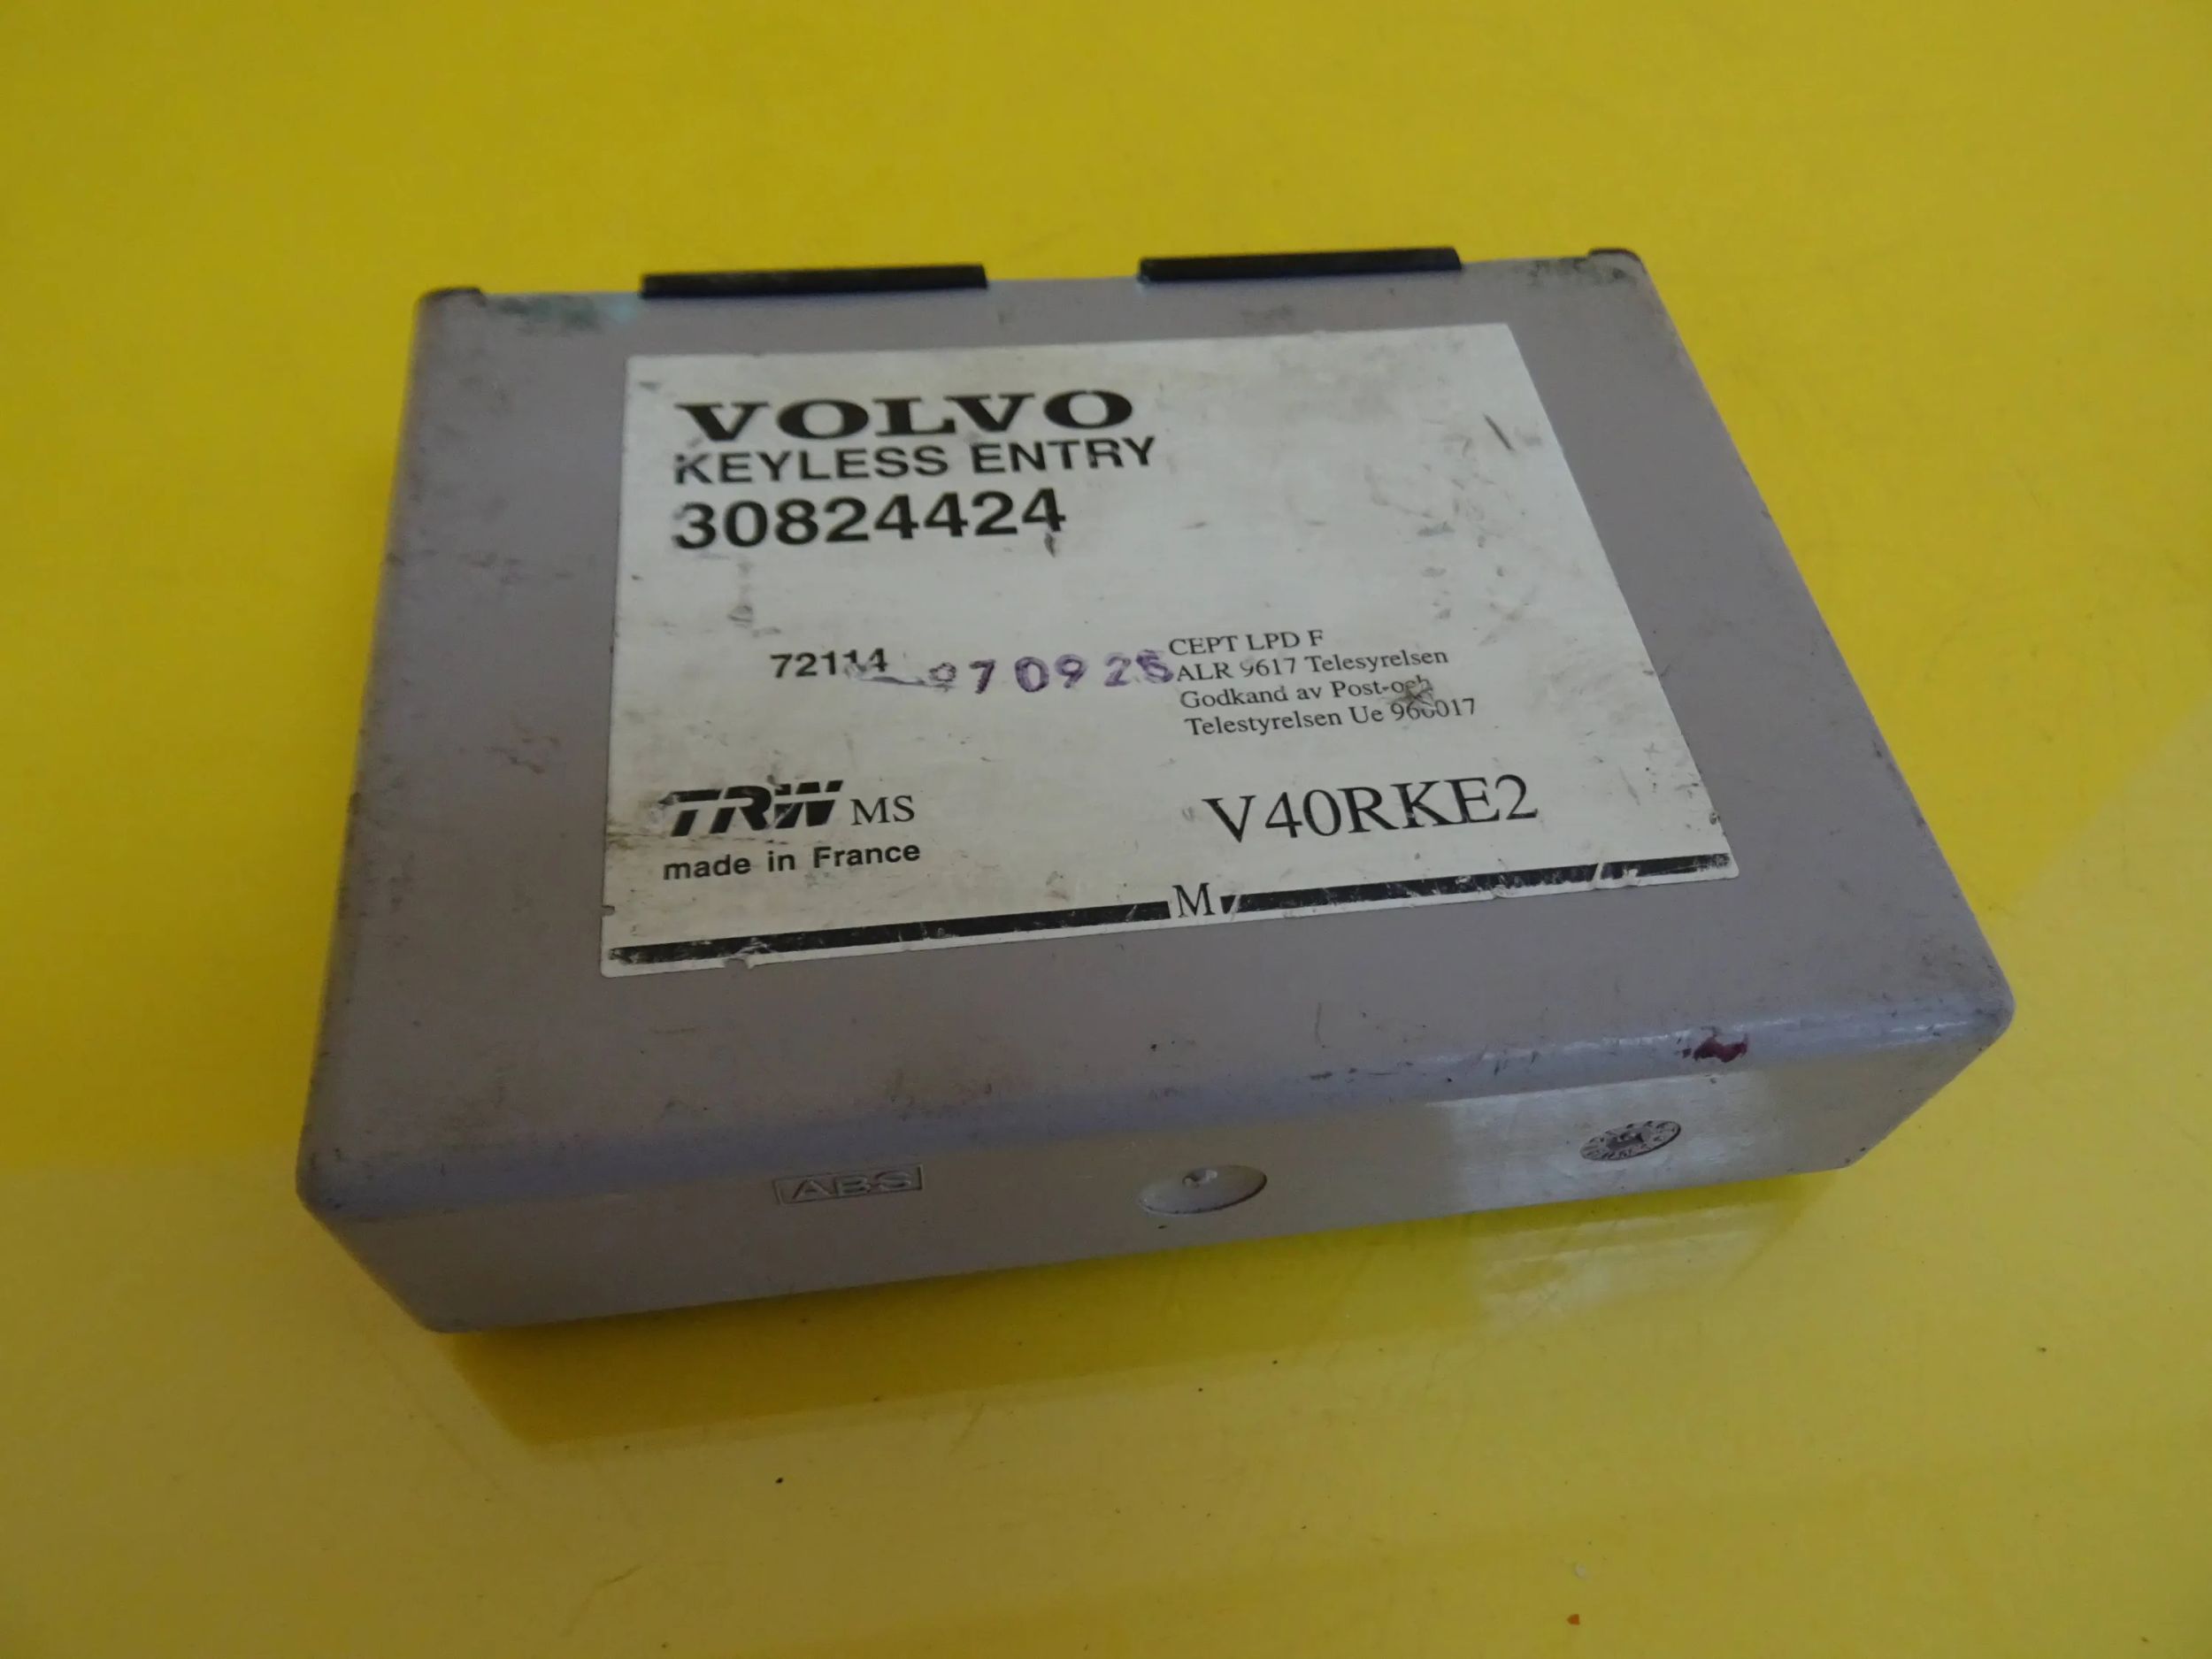 VOLVO
KEYLESS ENTRY
30824424
72114 970925
CEPT LPD F
ALR 9617 Telesyrelsen
Godkand av Post-och
Telestyrelsen Ue 960017
TRW MS
made in France
V40RKE2
M
ABS